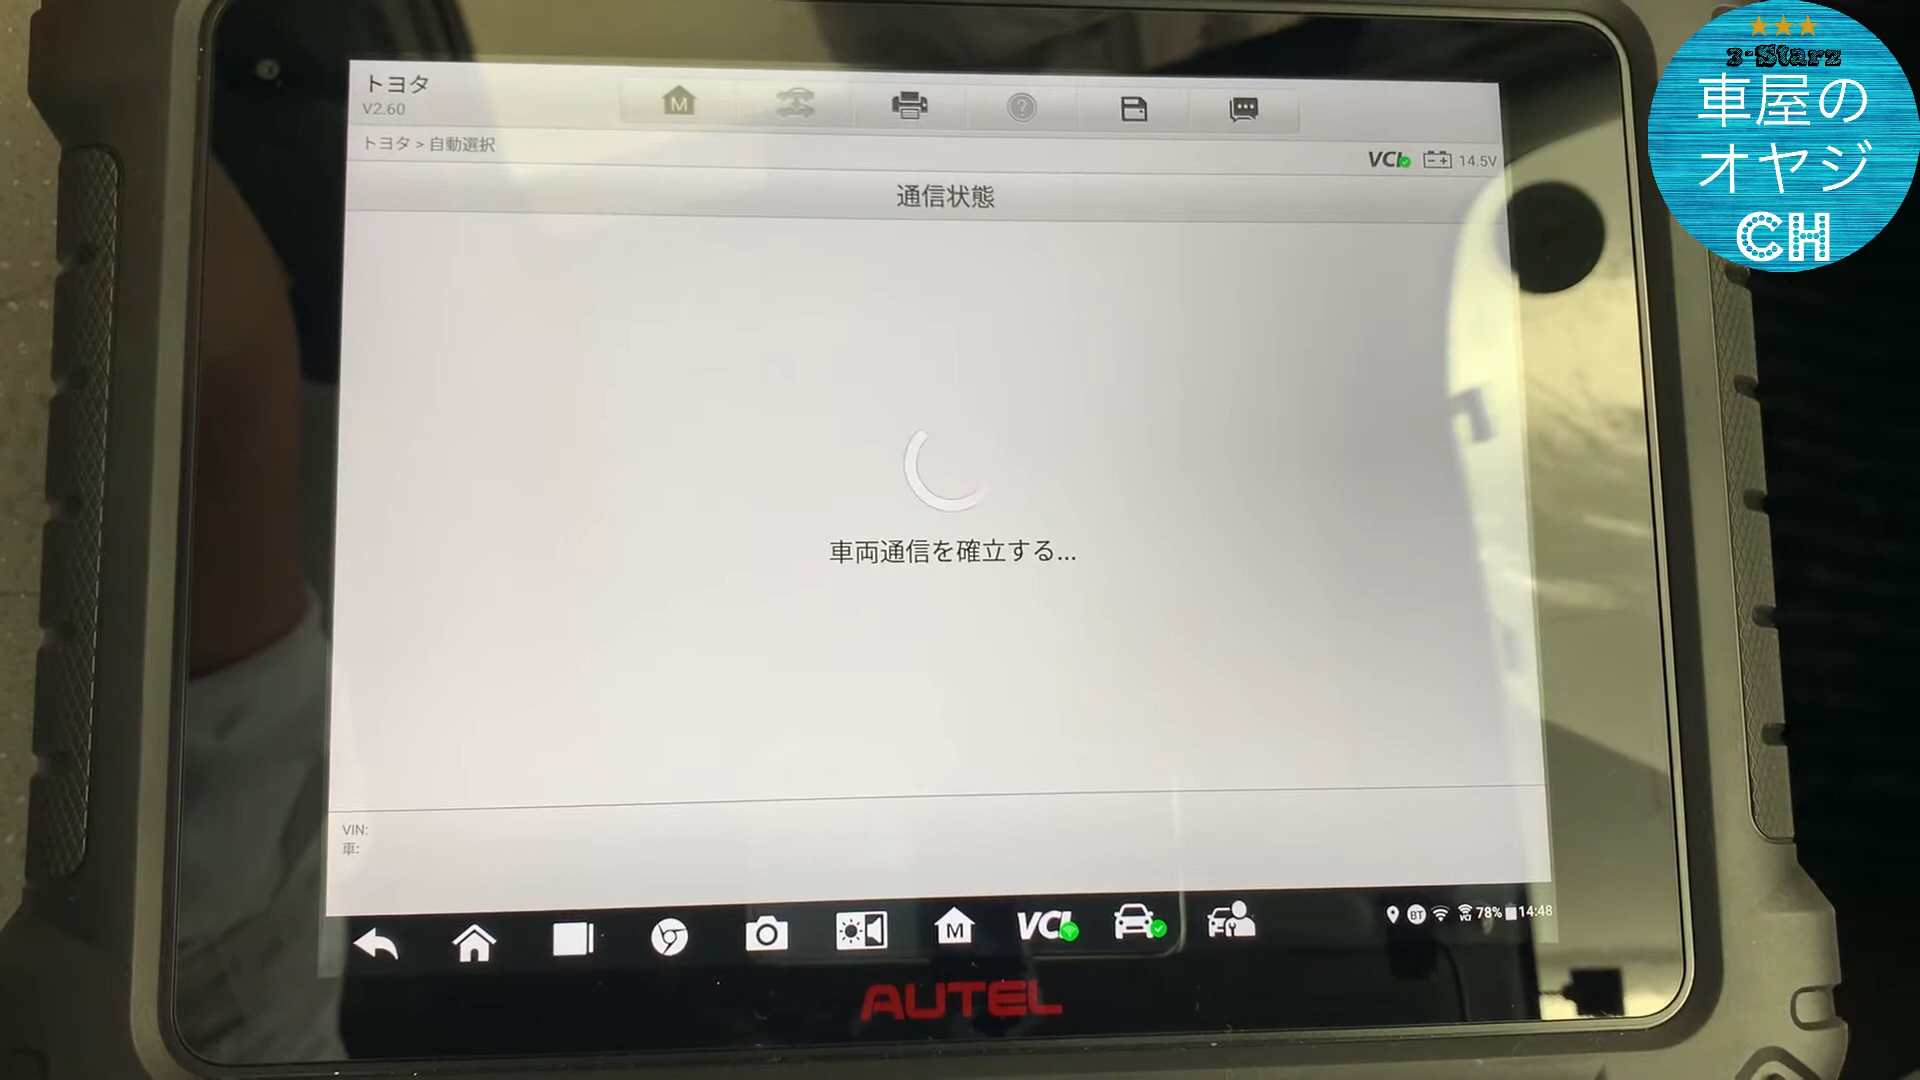 トヨタ
V2.60
M
?
トヨタ > 自動選択
VCI
14.5V
通信状態
車両通信を確立する...
VIN:
車:
M
VCI
BT
78%
14:48
AUTEL
3-Starz
車屋の
オヤジ
CH